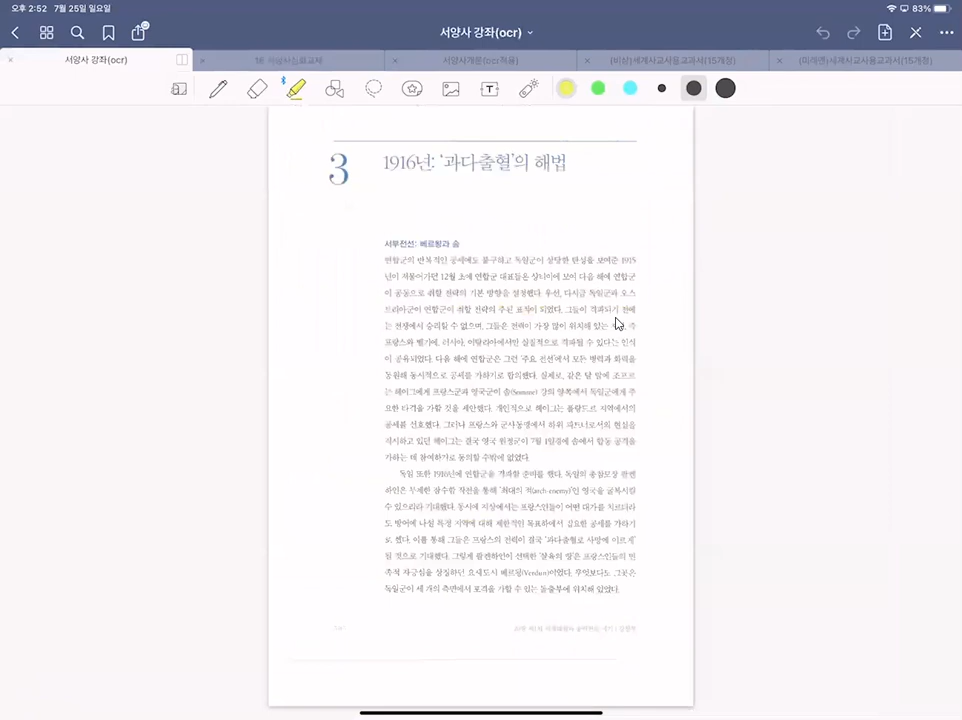 오후 2:52 7월 25일 일요일 83%
서양사 강좌(ocr)
서양사 강좌(ocr) 서양사개론(ocr적용) (비상)세계사교사용교과서(15개정) (미래엔)세계사교사용교과서(15개정)
3 1916년: ‘과다출혈’의 해법
서부전선: 베르됭과 솜
연합군의 반복적인 공세에도 불구하고 독일군이 상당한 탄성을 보여준 1915
년이 저물어가던 12월 초에 연합군 대표들은 샹티이에 모여 다음 해에 연합군
이 공동으로 취할 전략의 기본 방향을 설정했다. 우선, 다시금 독일군과 오스
트리아군이 연합군이 취할 전략의 주된 표적이 되었다. 그들이 격파되기 전에
는 전쟁에서 승리할 수 없으며, 그들은 전력이 가장 많이 위치해 있는 즉
프랑스와 벨기에, 러시아, 이탈리아에서만 실질적으로 격파될 수 있다는 인식
이 공유되었다. 다음 해에 연합군은 그런 ‘주요 전선’에서 모든 병력과 화력을
동원해 동시적으로 공세를 가하기로 합의했다. 실제로, 같은 달 말에 조프르
는 헤이그에게 프랑스군과 영국군이 솜(Somme) 강의 양쪽에서 독일군에게 주
요한 타격을 가할 것을 제안했다. 개인적으로 헤이그는 플랑드르 지역에서의
공세를 선호했다. 그러나 프랑스와 군사동맹에서 하위 파트너로서의 현실을
직시하고 있던 헤이그는 결국 영국 원정군이 7월 1일경에 솜에서 합동 공격을
가하는 데 참여하기로 동의할 수밖에 없었다.
독일 또한 1916년에 연합군을 격파할 준비를 했다. 독일의 총참모장 팔켄
하인은 무제한 잠수함 작전을 통해 ‘최대의 적(arch-enemy)’인 영국을 굴복시킬
수 있으리라 기대했다. 동시에 지상에서는 프랑스인들이 어떤 대가를 치르더라
도 방어에 나설 특정 지역에 대해 제한적인 목표하에서 강요한 공세를 가하기
로 했다. 이를 통해 그들은 프랑스의 전력이 결국 ‘과다출혈로 사망에 이르게’
될 것으로 기대했다. 그렇게 팔켄하인이 선택한 ‘살육의 장’은 프랑스인들의 민
족적 자긍심을 상징하던 요새도시 베르됭(Verdun)이었다. 무엇보다도 그곳은
독일군이 세 개의 측면에서 포격을 가할 수 있는 돌출부에 위치해 있었다.